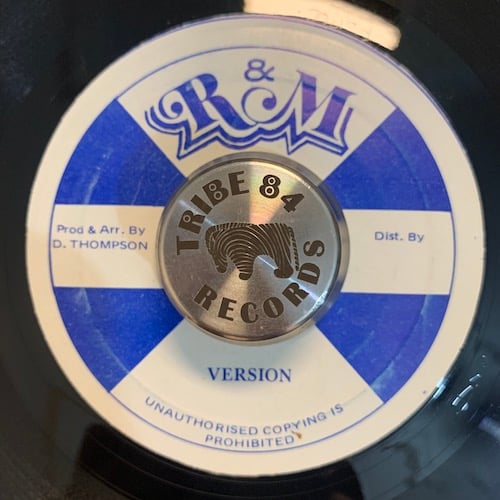 R & M
TRIBE 84
RECORDS
Prod & Arr. By
D. THOMPSON
Dist. By
VERSION
UNAUTHORISED COPYING IS
PROHIBITED